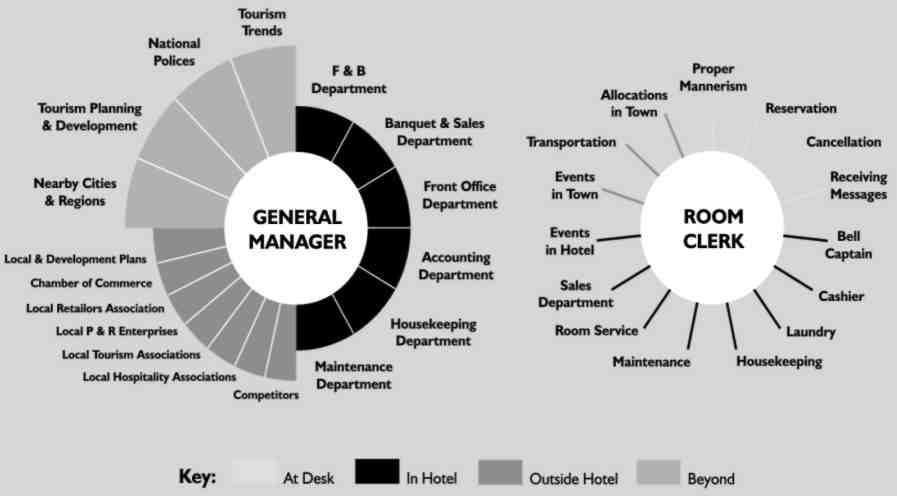 Tourism
Trends
National
Polices
Tourism Planning
& Development
Nearby Cities
& Regions
F & B
Department
Banquet & Sales
Department
Front Office
Department
Accounting
Department
Housekeeping
Department
Maintenance
Department
GENERAL
MANAGER
Local & Development Plans
Chamber of Commerce
Local Retailors Association
Local P & R Enterprises
Local Tourism Associations
Local Hospitality Associations
Competitors
Proper
Mannerism
Allocations
in Town
Reservation
Transportation
Cancellation
Events
in Town
Receiving
Messages
ROOM
CLERK
Events
in Hotel
Bell
Captain
Sales
Department
Cashier
Room Service
Laundry
Maintenance
Housekeeping
Key:
At Desk
In Hotel
Outside Hotel
Beyond